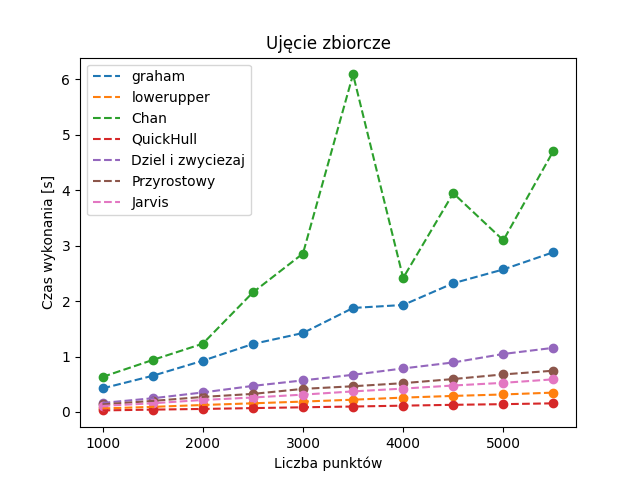 Ujęcie zbiorcze
graham
lowerupper
Chan
QuickHull
Dziel i zwyciezaj
Przyrostowy
Jarvis
Czas wykonania [s]
6
5
4
3
2
1
0
1000 2000 3000 4000 5000
Liczba punktów